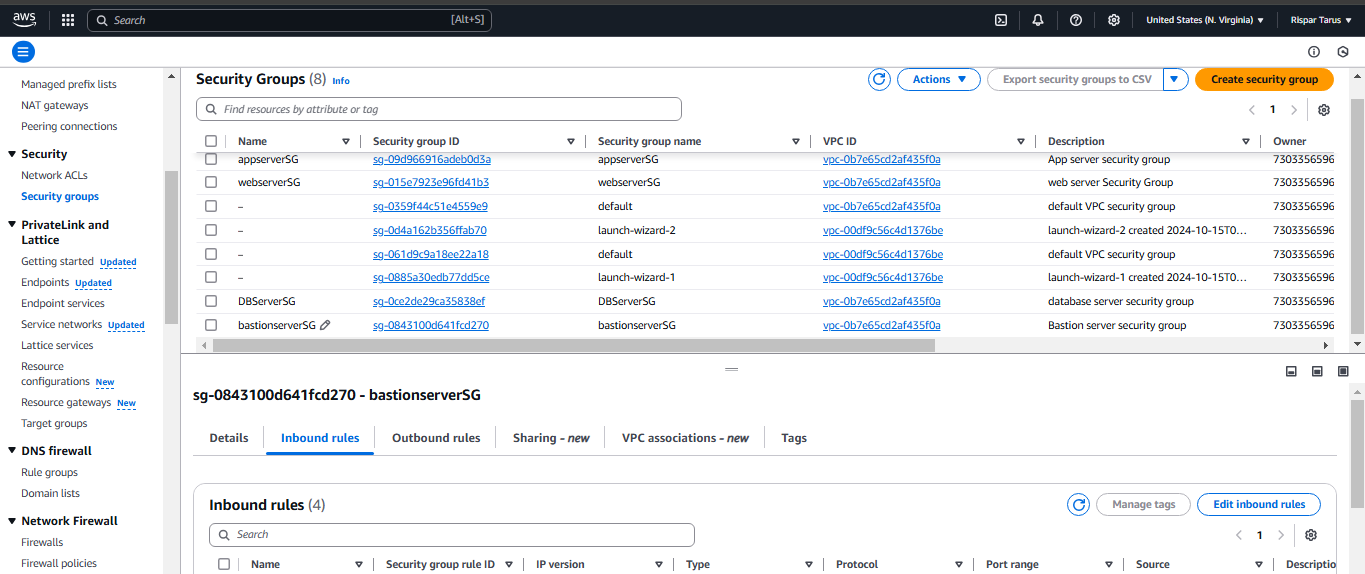 aws Search [Alt+S] United States (N. Virginia) Rispar Tarus
Managed prefix lists
NAT gateways
Peering connections
Security
Network ACLs
Security groups
PrivateLink and
Lattice
Getting started Updated
Endpoints Updated
Endpoint services
Service networks Updated
Lattice services
Resource
configurations New
Resource gateways New
Target groups
DNS firewall
Rule groups
Domain lists
Network Firewall
Firewalls
Firewall policies
Security Groups (8) Info Actions Export security groups to CSV Create security group
Find resources by attribute or tag 1
Name Security group ID Security group name VPC ID Description Owner
appserverSG sg-09d966916adeb0d3a appserverSG vpc-0b7e65cd2af435f0a App server security group 7303356596
webserverSG sg-015e7923e96fd41b3 webserverSG vpc-0b7e65cd2af435f0a web server Security Group 7303356596
– sg-0359f44c51e4559e9 default vpc-0b7e65cd2af435f0a default VPC security group 7303356596
– sg-0d4a162b356ffab70 launch-wizard-2 vpc-00df9c56c4d1376be launch-wizard-2 created 2024-10-15T0... 7303356596
– sg-061d9c9a18ee22a18 default vpc-00df9c56c4d1376be default VPC security group 7303356596
– sg-0885a30edb77dd5ce launch-wizard-1 vpc-00df9c56c4d1376be launch-wizard-1 created 2024-10-15T0... 7303356596
DBServerSG sg-0ce2de29ca35838ef DBServerSG vpc-0b7e65cd2af435f0a database server security group 7303356596
bastionserverSG sg-0843100d641fcd270 bastionserverSG vpc-0b7e65cd2af435f0a Bastion server security group 7303356596
sg-0843100d641fcd270 - bastionserverSG
Details Inbound rules Outbound rules Sharing - new VPC associations - new Tags
Inbound rules (4) Manage tags Edit inbound rules
Search 1
Name Security group rule ID IP version Type Protocol Port range Source Descriptio